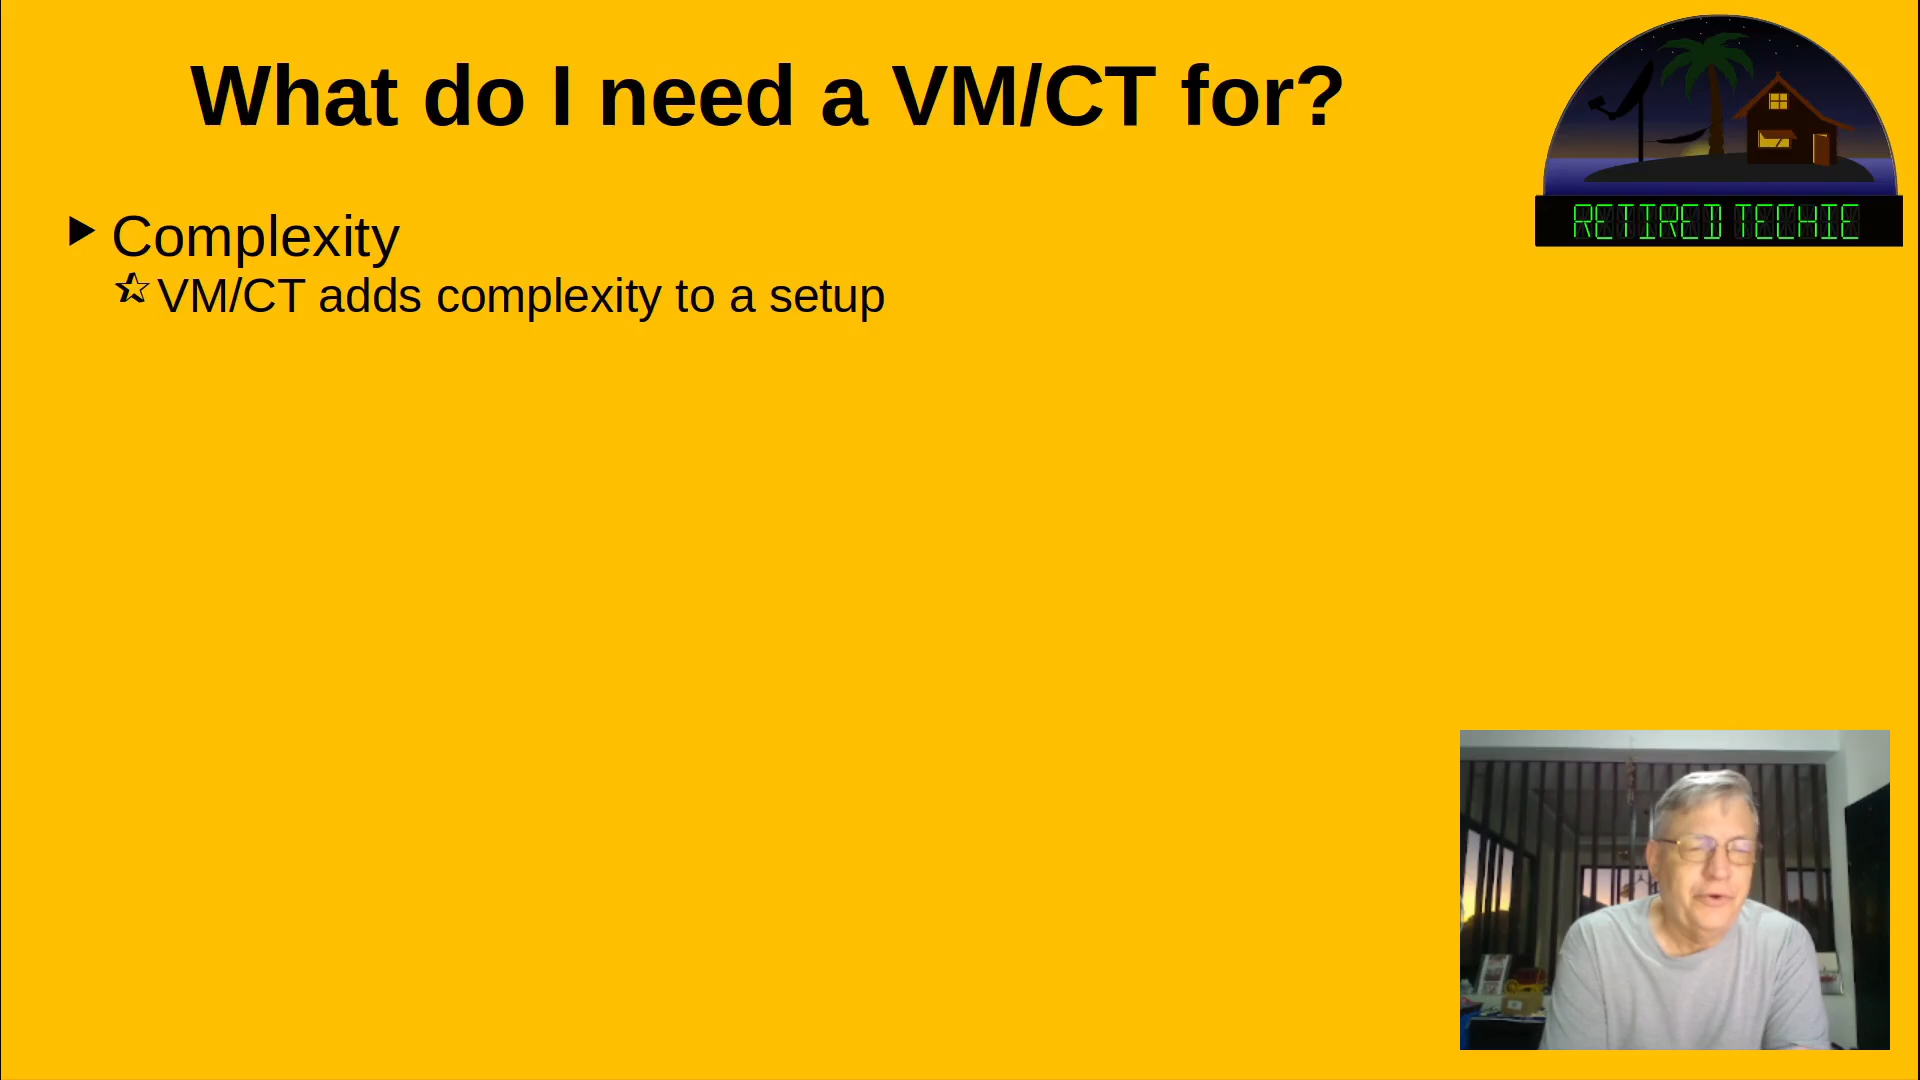 What do I need a VM/CT for?
RETIRED TECHIE
Complexity
VM/CT adds complexity to a setup